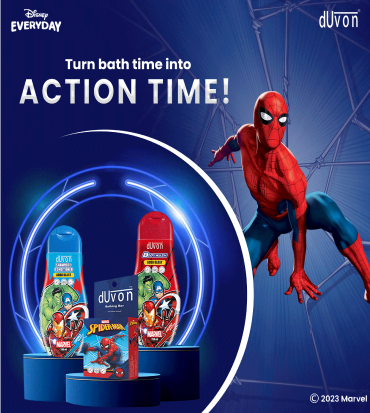 Disney
EVERYDAY
dUvon
Turn bath time into
ACTION TIME!
dUvon
dUvon
dUvon
Bathing Bar
MARVEL
SPIDER-MAN
MARVEL
MARVEL
© 2023 Marvel